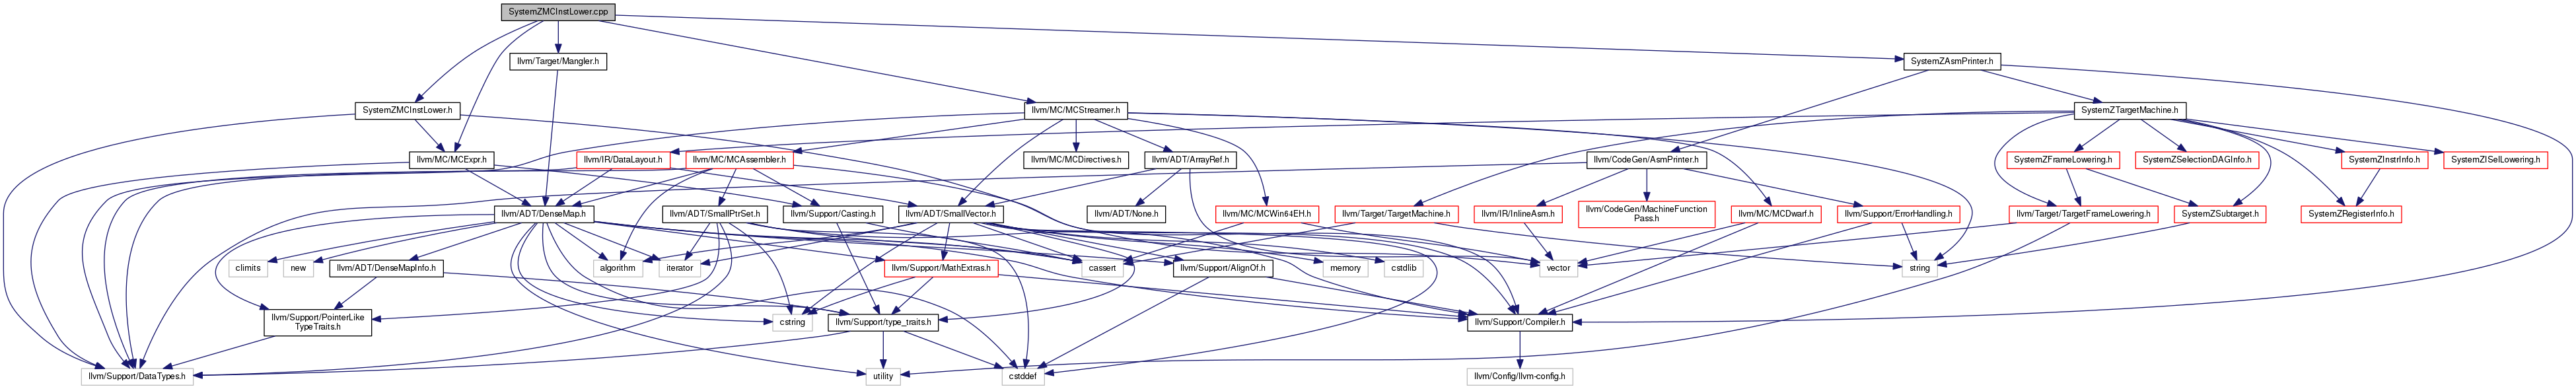 SystemZMCInstLower.cpp
llvm/Target/Mangler.h
SystemZAsmPrinter.h
SystemZMCInstLower.h
llvm/MC/MCStreamer.h
SystemZTargetMachine.h
llvm/MC/MCExpr.h
llvm/IR/DataLayout.h
llvm/MC/MCAssembler.h
llvm/MC/MCDirectives.h
llvm/ADT/ArrayRef.h
llvm/CodeGen/AsmPrinter.h
SystemZFrameLowering.h
SystemZSelectionDAGInfo.h
SystemZInstrInfo.h
SystemZISelLowering.h
llvm/ADT/DenseMap.h
llvm/ADT/SmallPtrSet.h
llvm/Support/Casting.h
llvm/ADT/SmallVector.h
llvm/ADT/None.h
llvm/MC/MCWin64EH.h
llvm/Target/TargetMachine.h
llvm/IR/InlineAsm.h
llvm/CodeGen/MachineFunction
Pass.h
llvm/MC/MCDwarf.h
llvm/Support/ErrorHandling.h
llvm/Target/TargetFrameLowering.h
SystemZSubtarget.h
SystemZRegisterInfo.h
climits
new
llvm/ADT/DenseMapInfo.h
algorithm
iterator
llvm/Support/MathExtras.h
cassert
llvm/Support/AlignOf.h
memory
cstdlib
vector
string
llvm/Support/PointerLike
TypeTraits.h
cstring
llvm/Support/type_traits.h
llvm/Support/Compiler.h
llvm/Support/DataTypes.h
utility
cstddef
llvm/Config/llvm-config.h